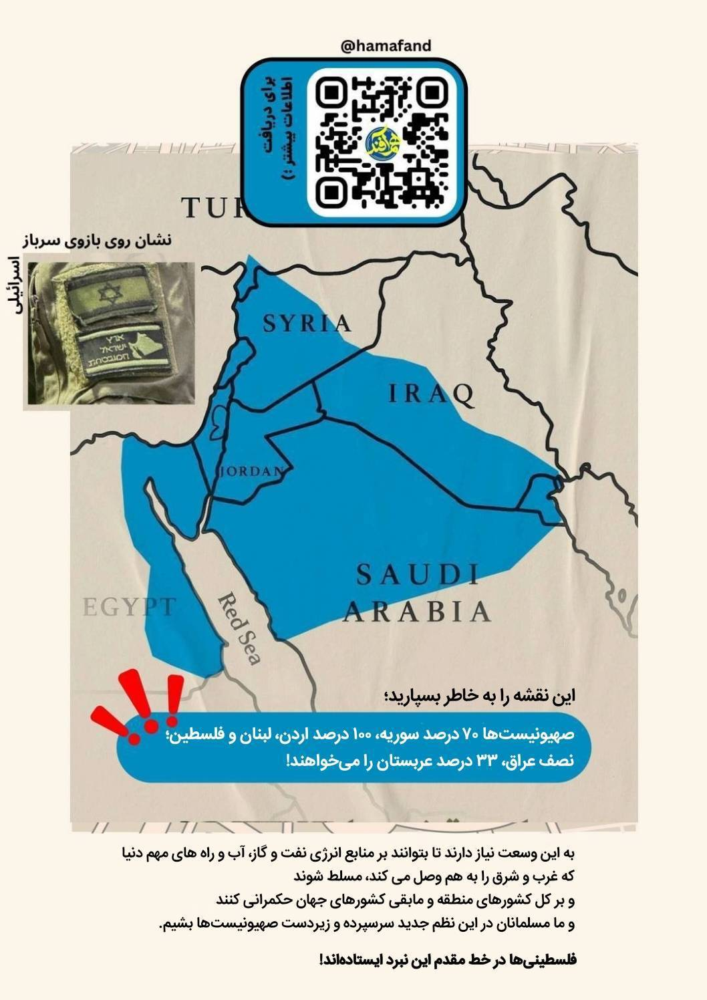 @hamafand
برای دریافت
اطلاعات بیشتر :)
هم‌آفند
TUR
نشان روی بازوی سرباز
اسرائیلی
SYRIA
ארץ
ישראל
המובטחת
IRAQ
JORDAN
SAUDI
ARABIA
EGYPT
Red Sea
این نقشه را به خاطر بسپارید؛
صهیونیست‌ها ۷۰ درصد سوریه، ۱۰۰ درصد اردن، لبنان و فلسطین؛
نصف عراق، ۳۳ درصد عربستان را می‌خواهند!
به این وسعت نیاز دارند تا بتوانند بر منابع انرژی نفت و گاز، آب و راه های مهم دنیا
که غرب و شرق را به هم وصل می کند، مسلط شوند
و بر کل کشورهای منطقه و مابقی کشورهای جهان حکمرانی کنند
و ما مسلمانان در این نظم جدید سرسپرده و زیردست صهیونیست‌ها بشیم.
فلسطینی‌ها در خط مقدم این نبرد ایستاده‌اند!